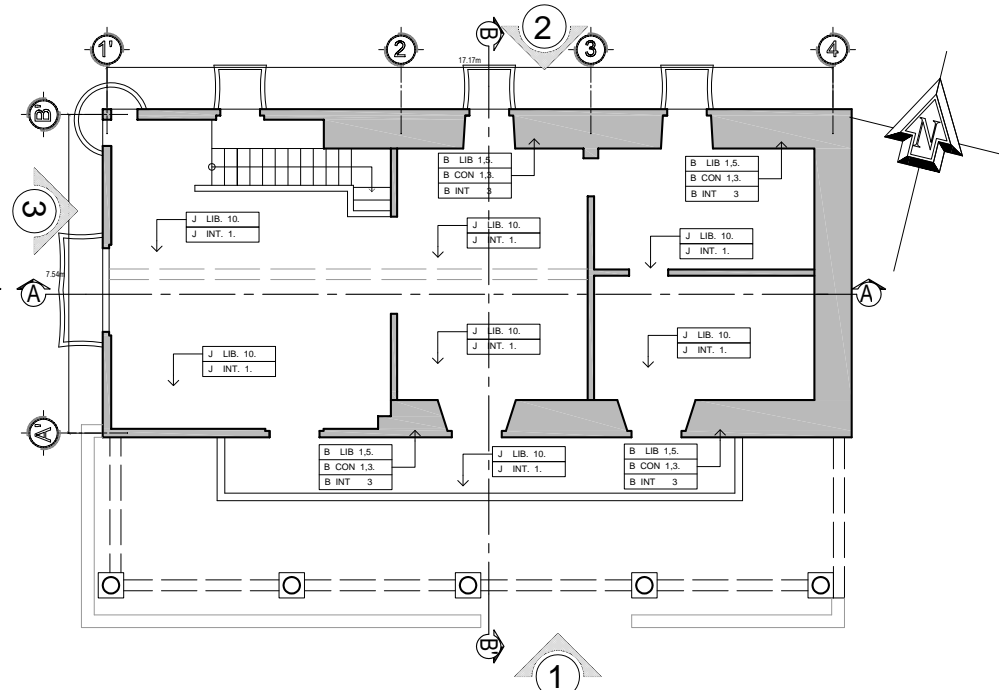 B
2
1'
2
3
4
17.17m
B'
N
B LIB 1,5.
B CON 1,3.
B INT 3
B LIB 1,5.
B CON 1,3.
B INT 3
3
J LIB. 10.
J INT. 1.
J LIB. 10.
J INT. 1.
J LIB. 10.
J INT. 1.
7.54m
A
A
J LIB. 10.
J INT. 1.
J LIB. 10.
J INT. 1.
J LIB. 10.
J INT. 1.
A'
B LIB 1,5.
B CON 1,3.
B INT 3
J LIB. 10.
J INT. 1.
B LIB 1,5.
B CON 1,3.
B INT 3
B'
1